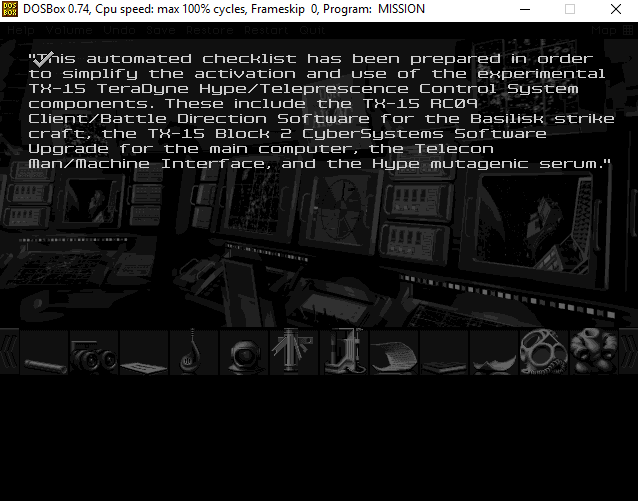 DOS BOX DOSBox 0.74, Cpu speed: max 100% cycles, Frameskip 0, Program: MISSION
Help Volume Undo Save Restore Restart Quit Map
"This automated checklist has been prepared in order
to simplify the activation and use of the experimental
TX-15 TeraDyne Hype/Teleprescence Control System
components. These include the TX-15 RC09
Client/Battle Direction Software for the Basilisk strike
craft, the TX-15 Block 2 CyberSystems Software
Upgrade for the main computer, the Telecon
Man/Machine Interface, and the Hype mutagenic serum."